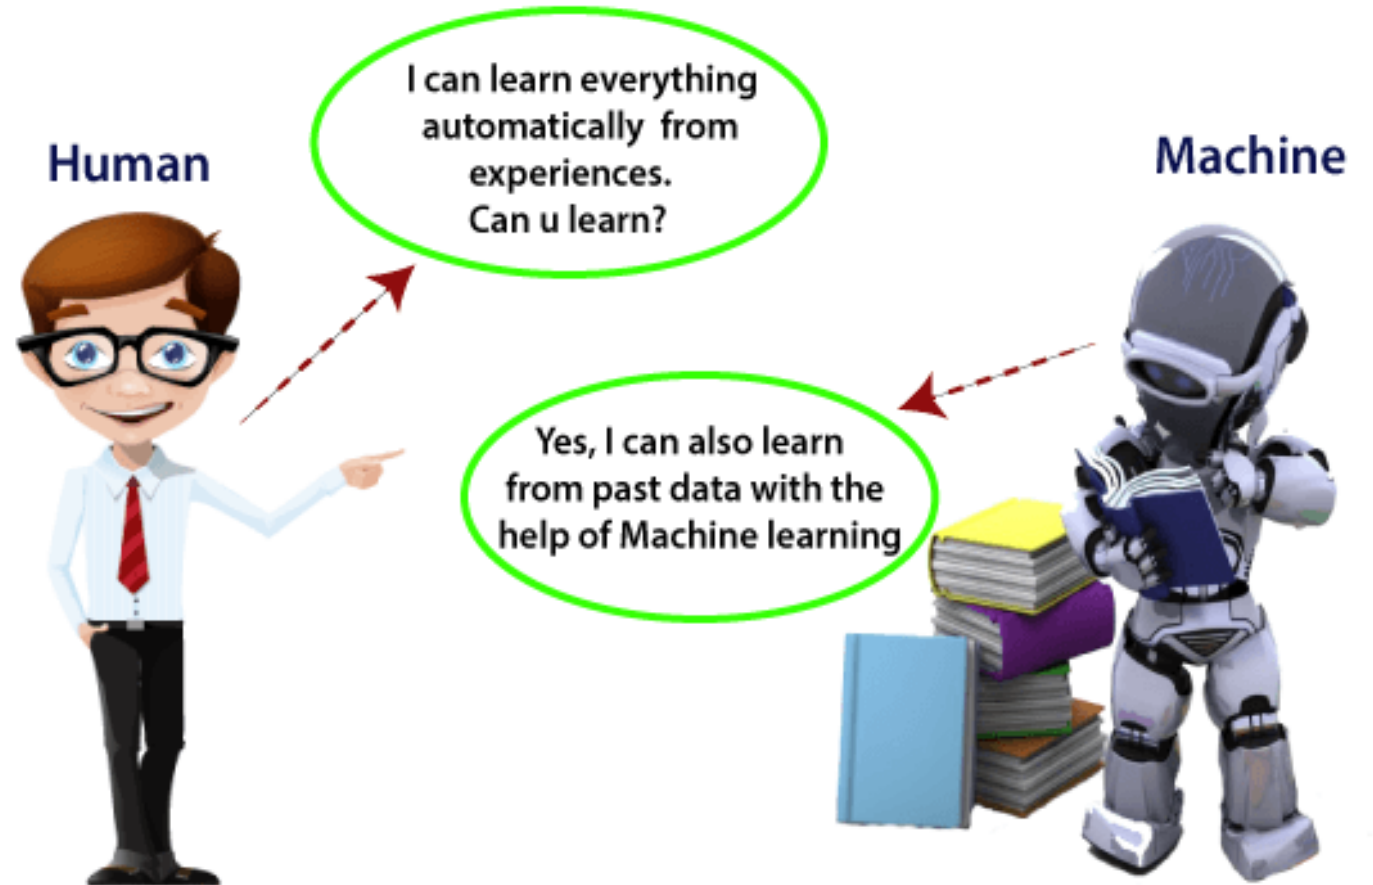 Human
I can learn everything
automatically from
experiences.
Can u learn?
Machine
Yes, I can also learn
from past data with the
help of Machine learning